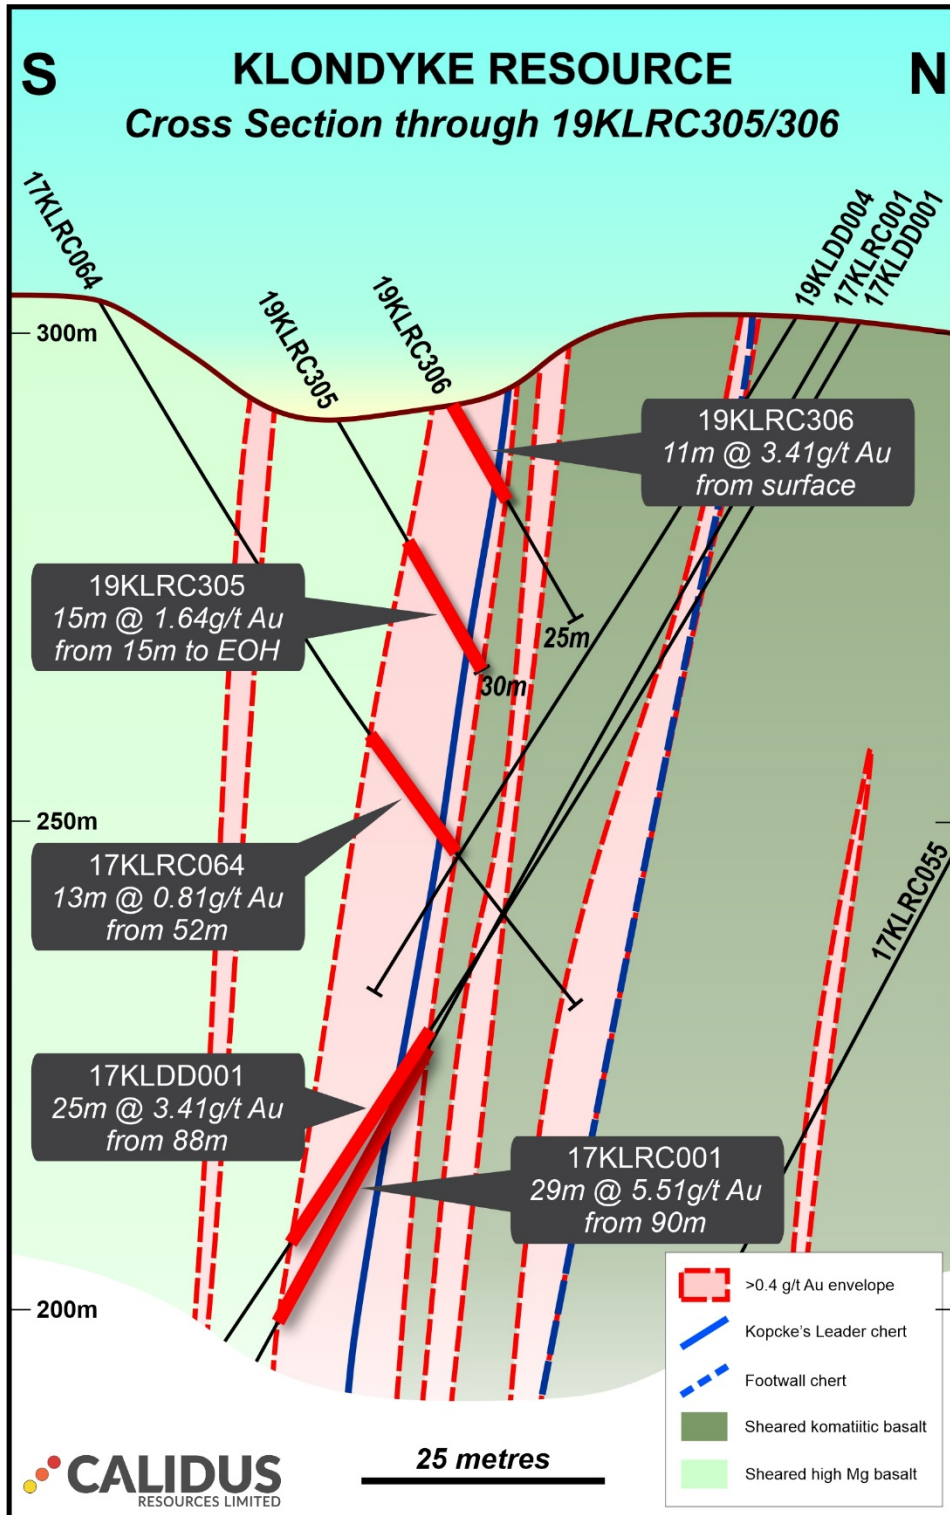 S
KLONDYKE RESOURCE
N
Cross Section through 19KLRC305/306
17KLRC064
19KLRC305
19KLRC306
19KLDD004
17KLRC001
17KLDD001
300m
19KLRC306
11m @ 3.41g/t Au
from surface
19KLRC305
15m @ 1.64g/t Au
from 15m to EOH
25m
30m
250m
17KLRC064
13m @ 0.81g/t Au
from 52m
17KLRC055
17KLDD001
25m @ 3.41g/t Au
from 88m
17KLRC001
29m @ 5.51g/t Au
from 90m
200m
>0.4 g/t Au envelope
Kopcke's Leader chert
Footwall chert
Sheared komatiitic basalt
Sheared high Mg basalt
25 metres
CALIDUS
RESOURCES LIMITED